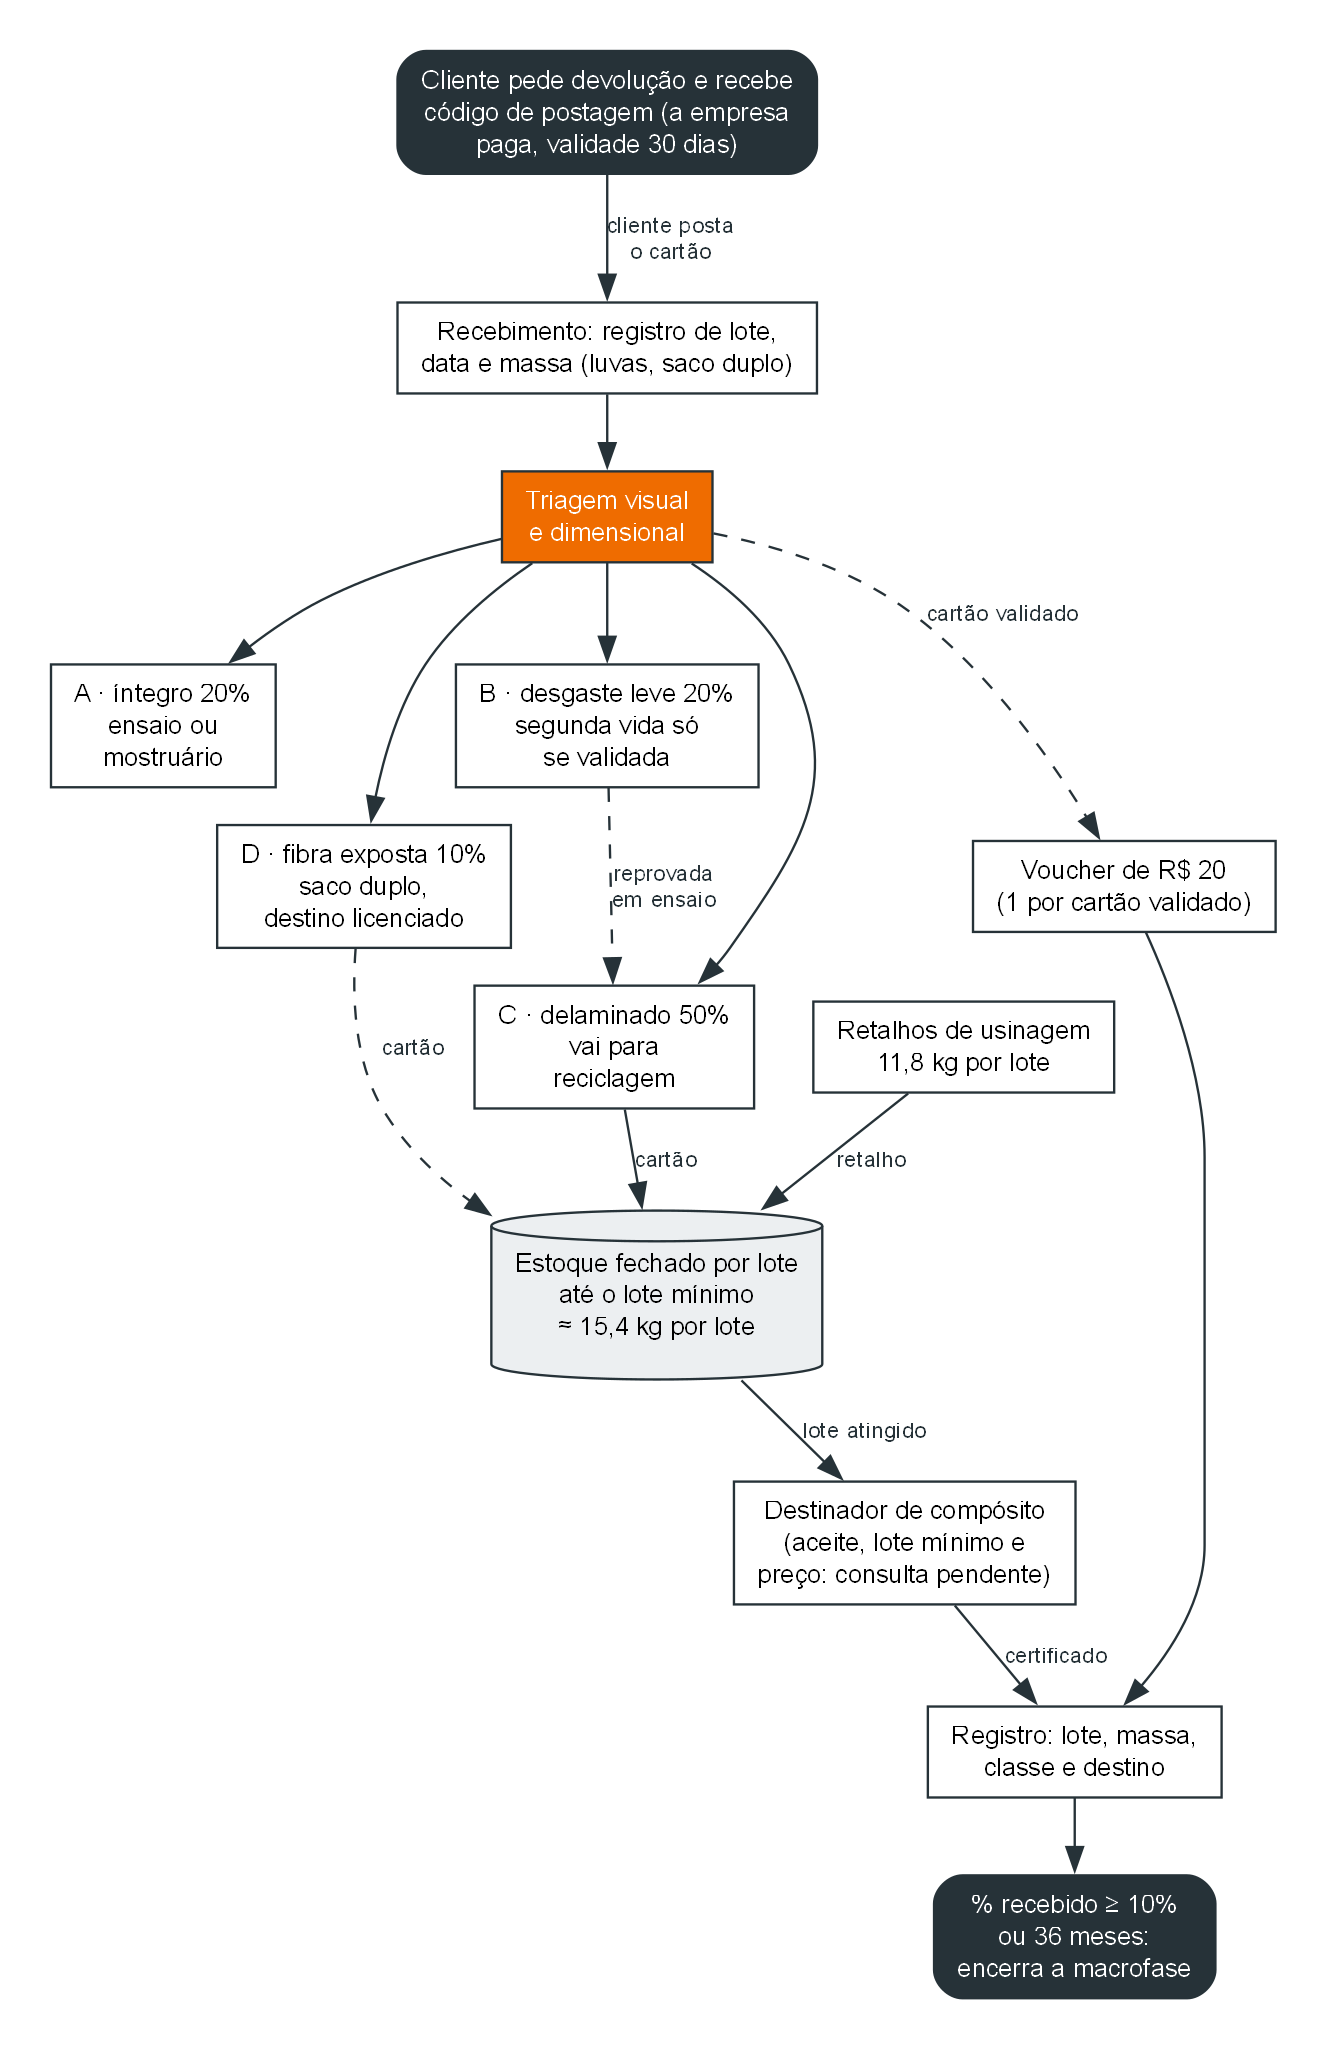 Cliente pede devolução e recebe
código de postagem (a empresa
paga, validade 30 dias)
cliente posta
o cartão
Recebimento: registro de lote,
data e massa (luvas, saco duplo)
Triagem visual
e dimensional
cartão validado
A · íntegro 20%
ensaio ou
mostruário
B · desgaste leve 20%
segunda vida só
se validada
D · fibra exposta 10%
saco duplo,
destino licenciado
reprovada
em ensaio
Voucher de R$ 20
(1 por cartão validado)
C · delaminado 50%
vai para
reciclagem
Retalhos de usinagem
11,8 kg por lote
cartão
cartão
retalho
Estoque fechado por lote
até o lote mínimo
≈ 15,4 kg por lote
lote atingido
Destinador de compósito
(aceite, lote mínimo e
preço: consulta pendente)
certificado
Registro: lote, massa,
classe e destino
% recebido ≥ 10%
ou 36 meses:
encerra a macrofase